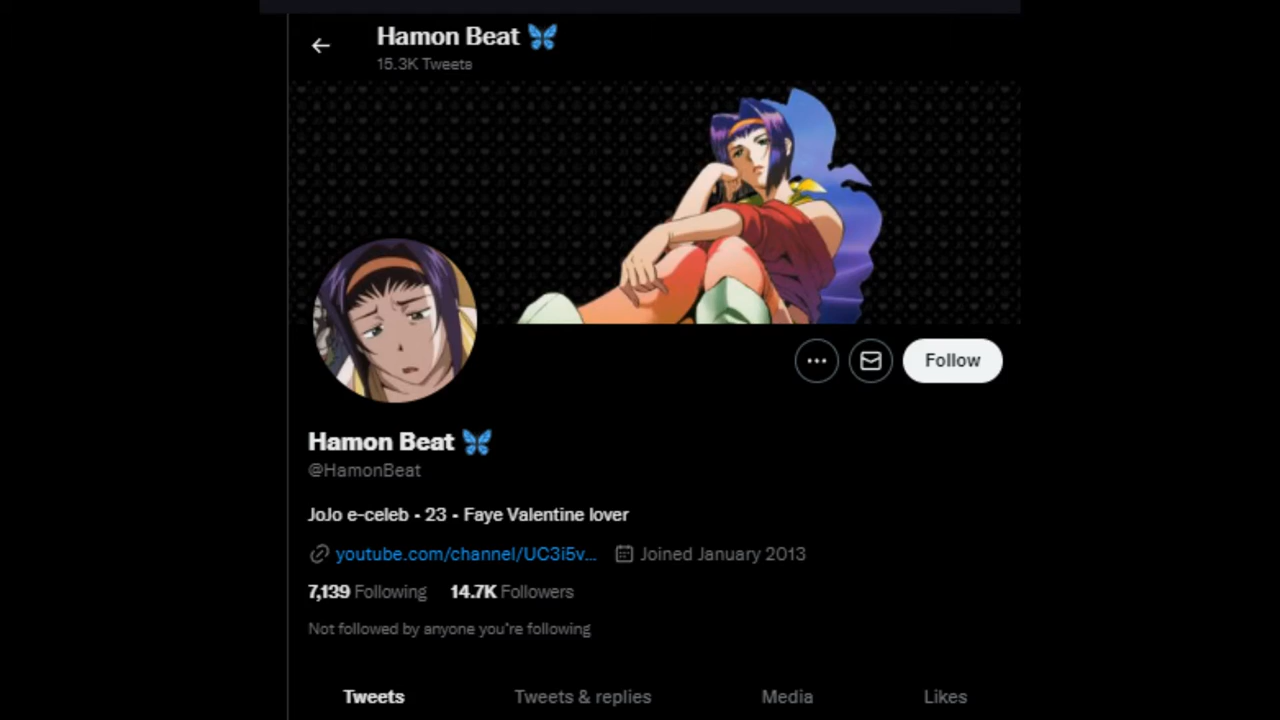 Hamon Beat 🦋
15.3K Tweets
Follow
Hamon Beat 🦋
@HamonBeat
JoJo e-celeb - 23 - Faye Valentine lover
youtube.com/channel/UC3i5v... Joined January 2013
7,139 Following 14.7K Followers
Not followed by anyone you're following
Tweets Tweets & replies Media Likes